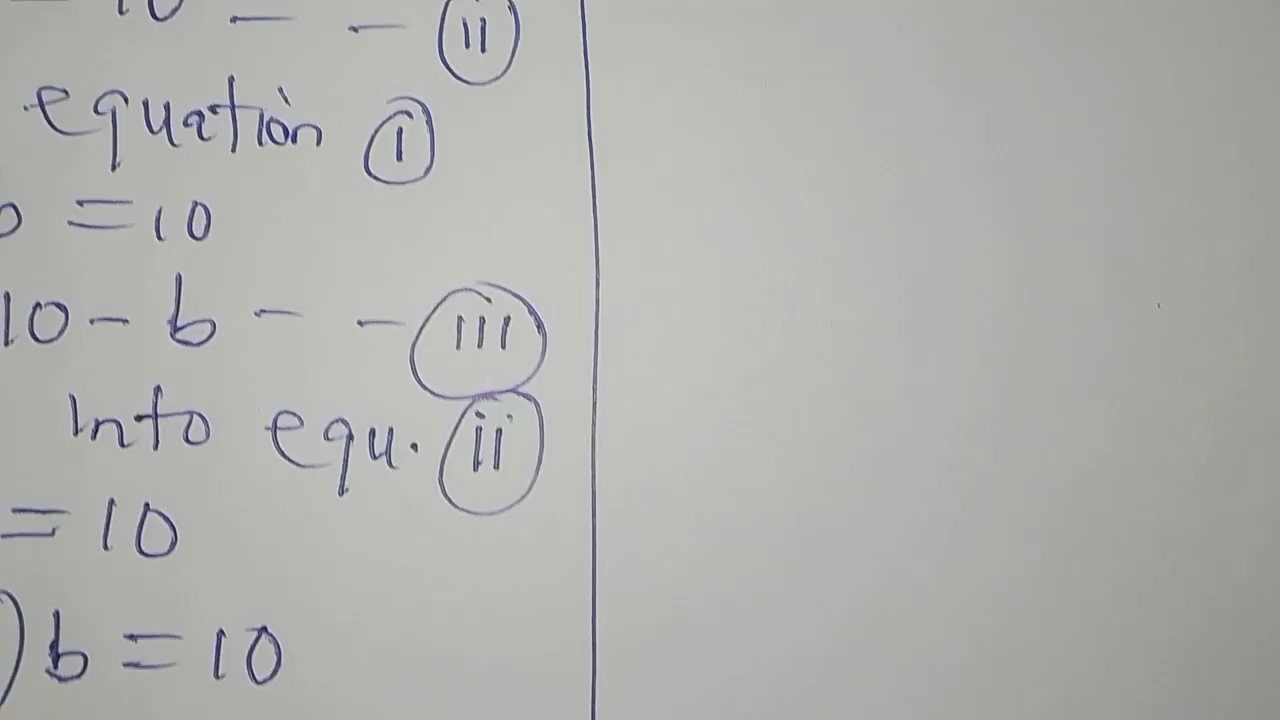 = 10 - - (ii)
equation (i)
b = 10
10 - b - - (iii)
into equ. (ii)
= 10
) b = 10